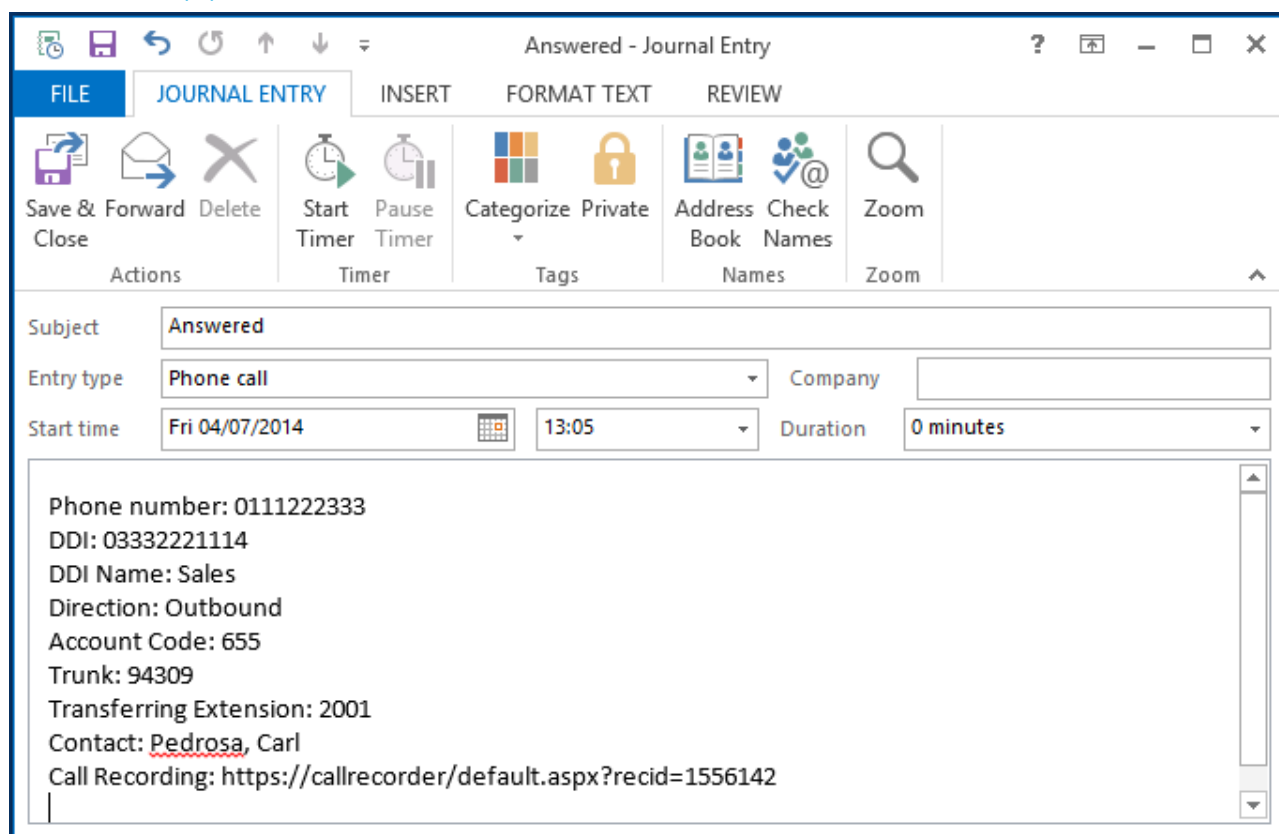 Answered - Journal Entry ?
FILE JOURNAL ENTRY INSERT FORMAT TEXT REVIEW
Save & Forward Delete Start Pause Categorize Private Address Check Zoom
Close Timer Timer Book Names
Actions Timer Tags Names Zoom
Subject Answered
Entry type Phone call Company
Start time Fri 04/07/2014 13:05 Duration 0 minutes
Phone number: 0111222333
DDI: 03332221114
DDI Name: Sales
Direction: Outbound
Account Code: 655
Trunk: 94309
Transferring Extension: 2001
Contact: Pedrosa, Carl
Call Recording: https://callrecorder/default.aspx?recid=1556142